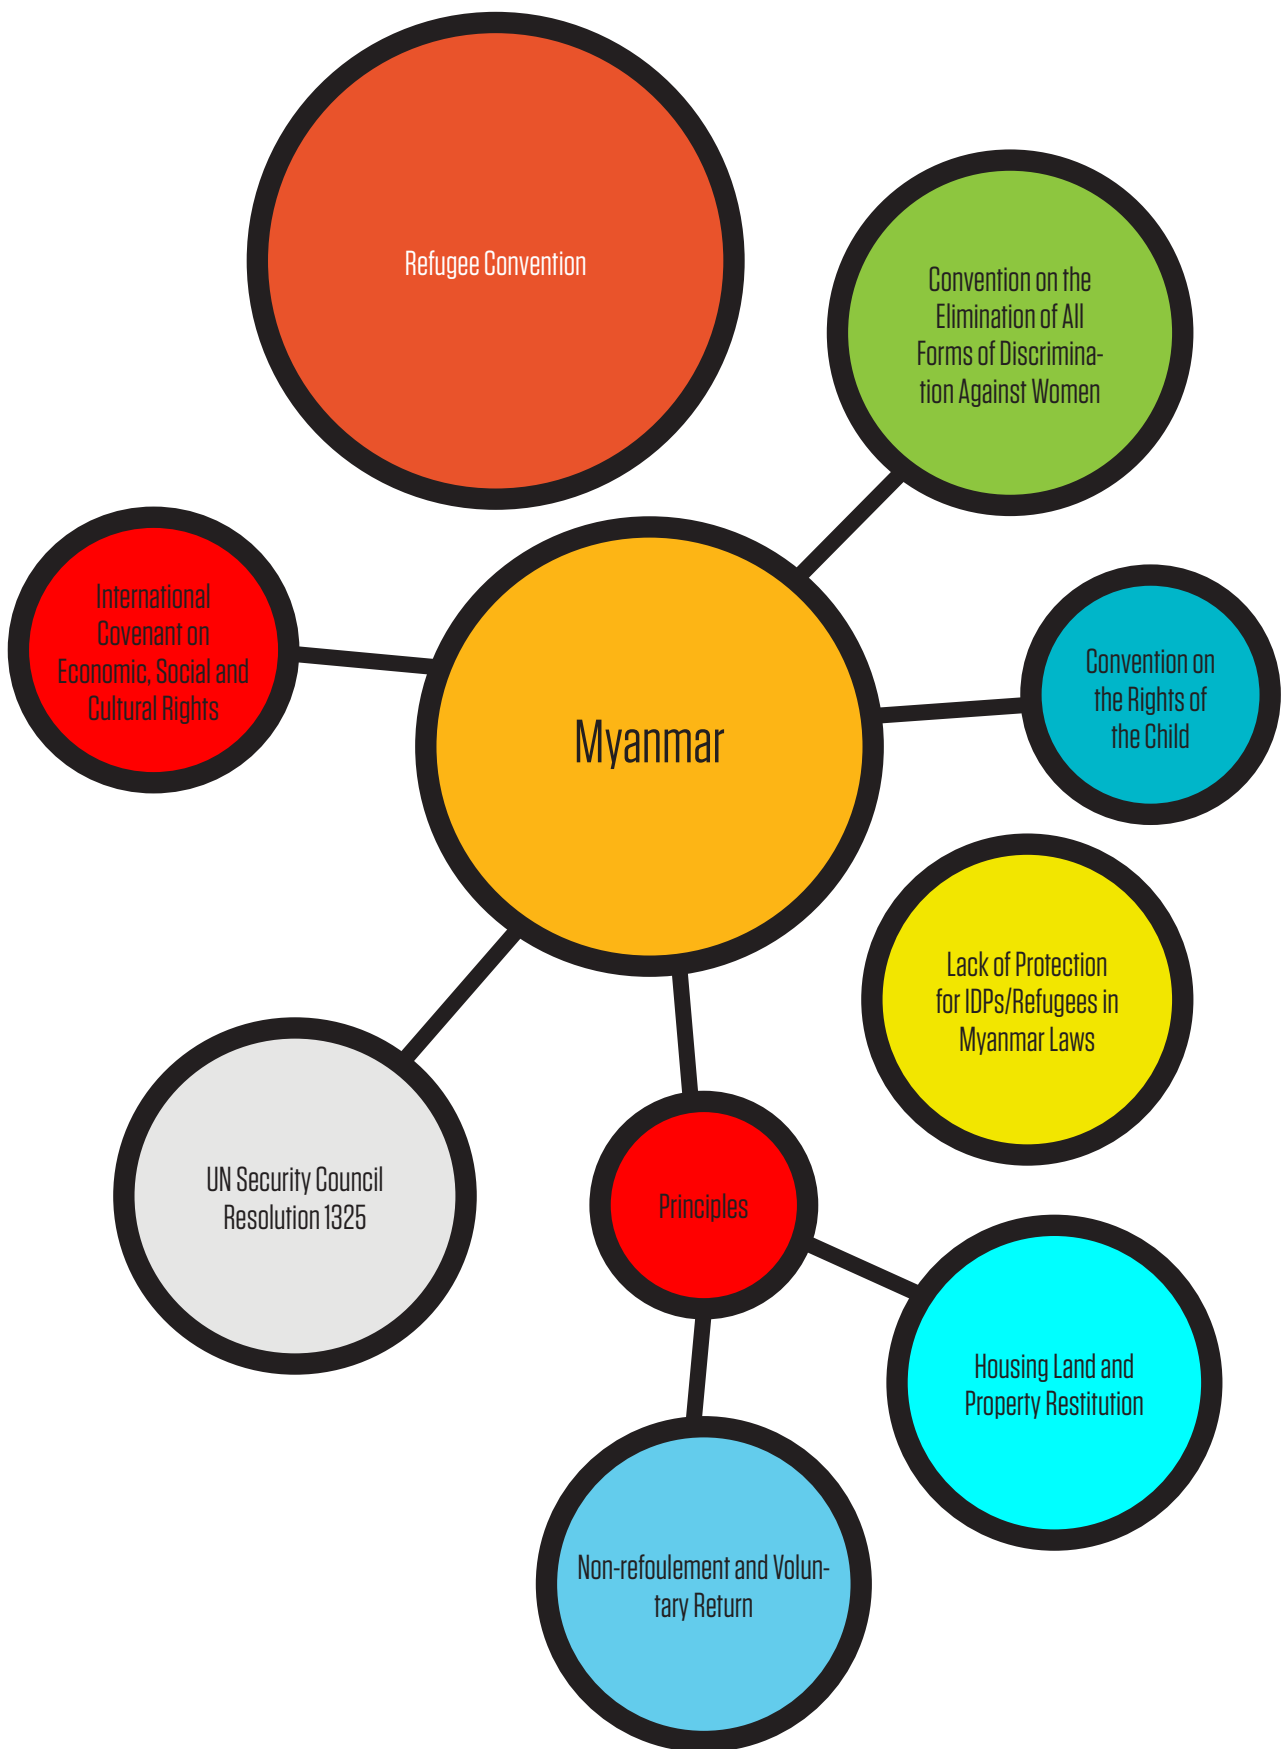 Refugee Convention
Convention on the
Elimination of All
Forms of Discrimina-
tion Against Women
International
Covenant on
Economic, Social and
Cultural Rights
Convention on
the Rights of
the Child
Myanmar
Lack of Protection
for IDPs/Refugees in
Myanmar Laws
UN Security Council
Resolution 1325
Principles
Housing Land and
Property Restitution
Non-refoulement and Volun-
tary Return